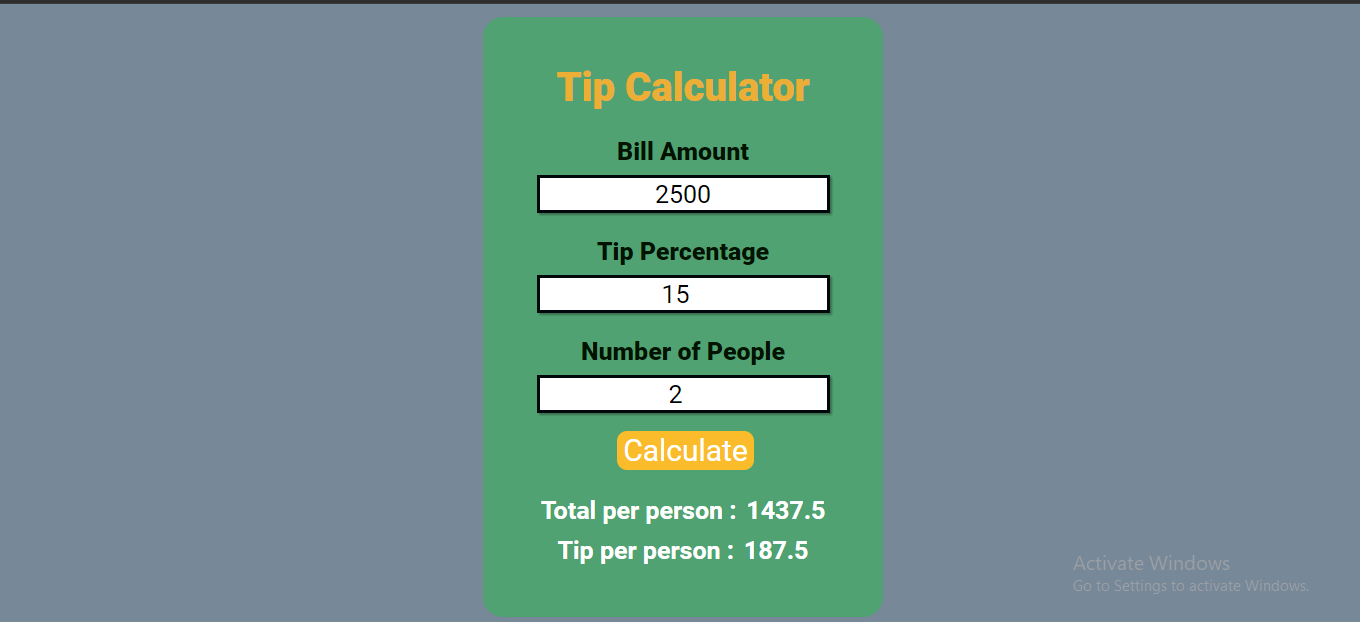 Tip Calculator
Bill Amount
2500
Tip Percentage
15
Number of People
2
Calculate
Total per person : 1437.5
Tip per person : 187.5
Activate Windows
Go to Settings to activate Windows.